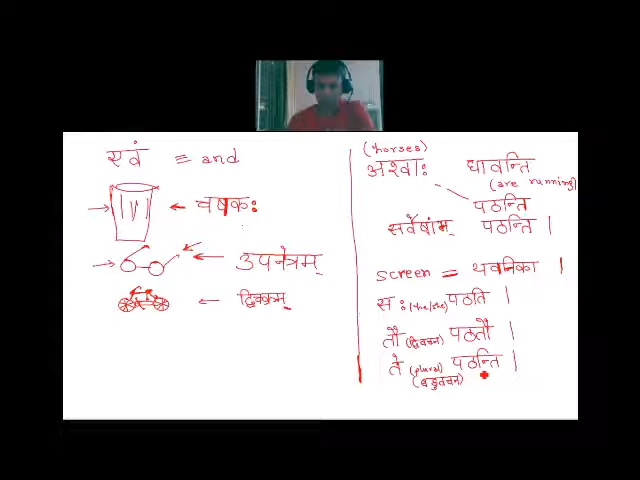 एवं = and
चषकः
उपनेत्रम्
द्विचक्रम्
(horses)
अश्वाः धावन्ति
(are running)
पठन्ति
सर्वेषांम् पठन्ति ।
screen = यवनिका ।
सः (he/she) पठति ।
तौ (द्विवचन) पठतौ ।
ते (plural) पठन्ति ।
(बहुवचन)